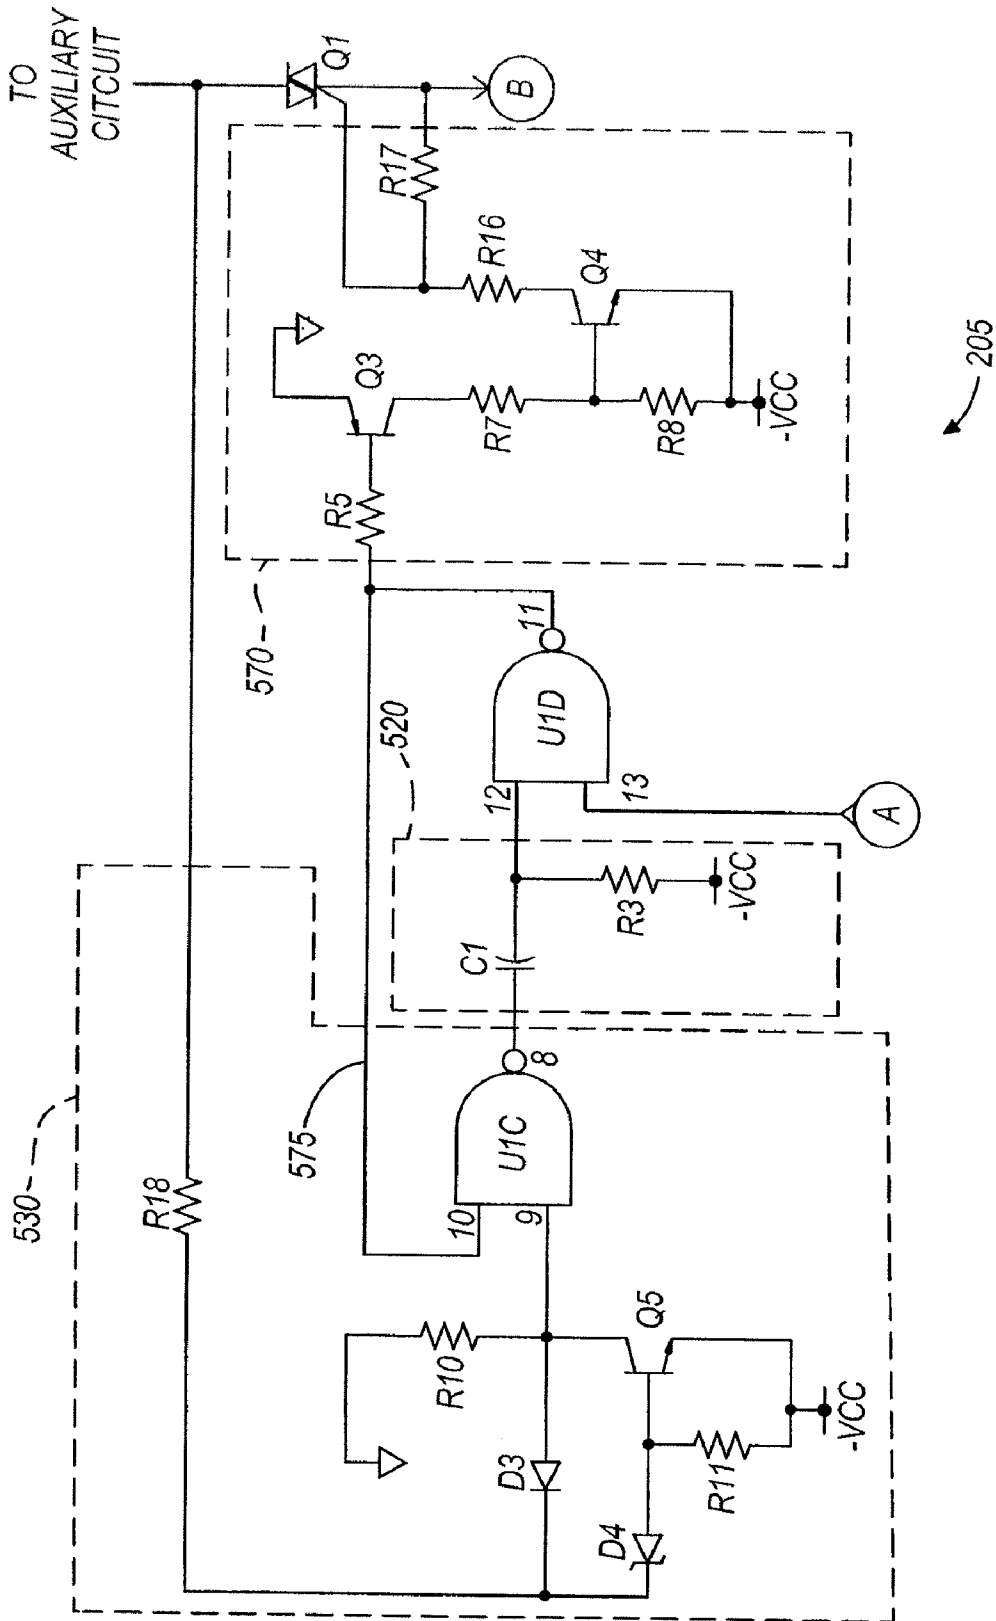 TO
AUXILIARY
CITCUIT
Q1
B
R17
R16
Q4
Q3
R7
R8
-VCC
R5
570
205
530
R18
575
520
11
U1D
12
13
A
C1
R3
-VCC
8
U1C
10
9
R10
Q5
D3
D4
R11
-VCC